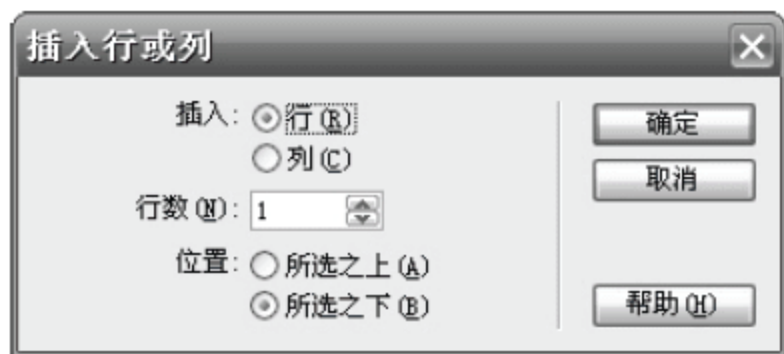 插入行或列
插入: 行(R)
列(C)
行数(N): 1
位置: 所选之上(A)
所选之下(B)
确定
取消
帮助(H)